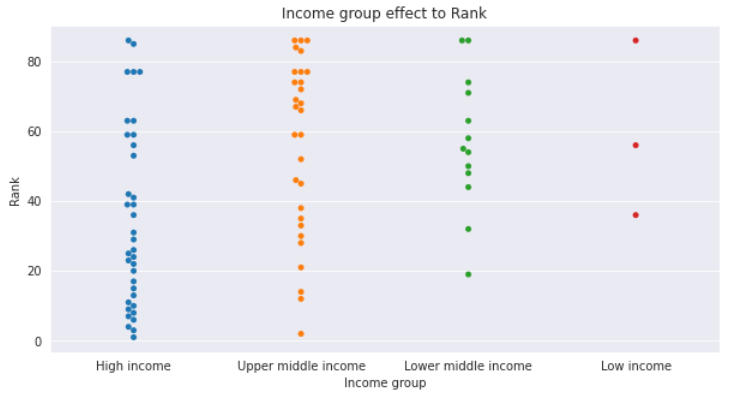 Income group effect to Rank
80
60
40
20
0
Rank
High income
Upper middle income
Lower middle income
Low income
Income group